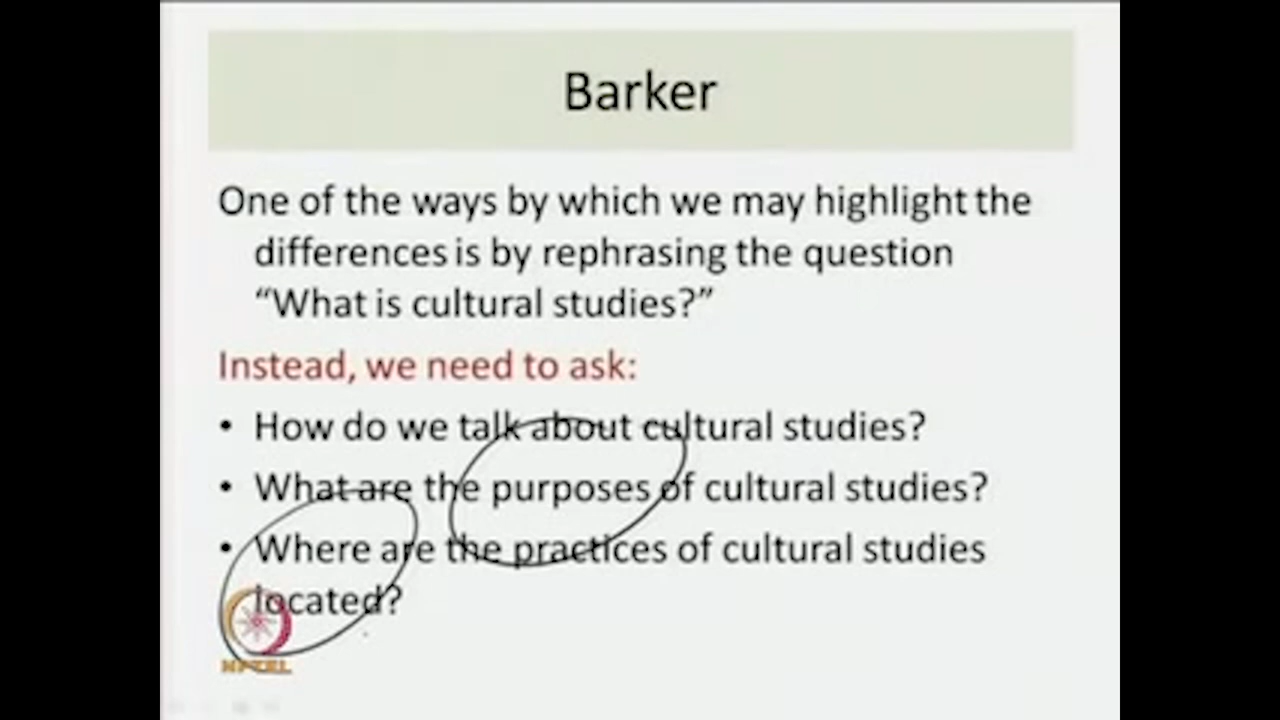 Barker
One of the ways by which we may highlight the
differences is by rephrasing the question
“What is cultural studies?”
Instead, we need to ask:
• How do we talk about cultural studies?
• What are the purposes of cultural studies?
• Where are the practices of cultural studies
located?
NPTEL